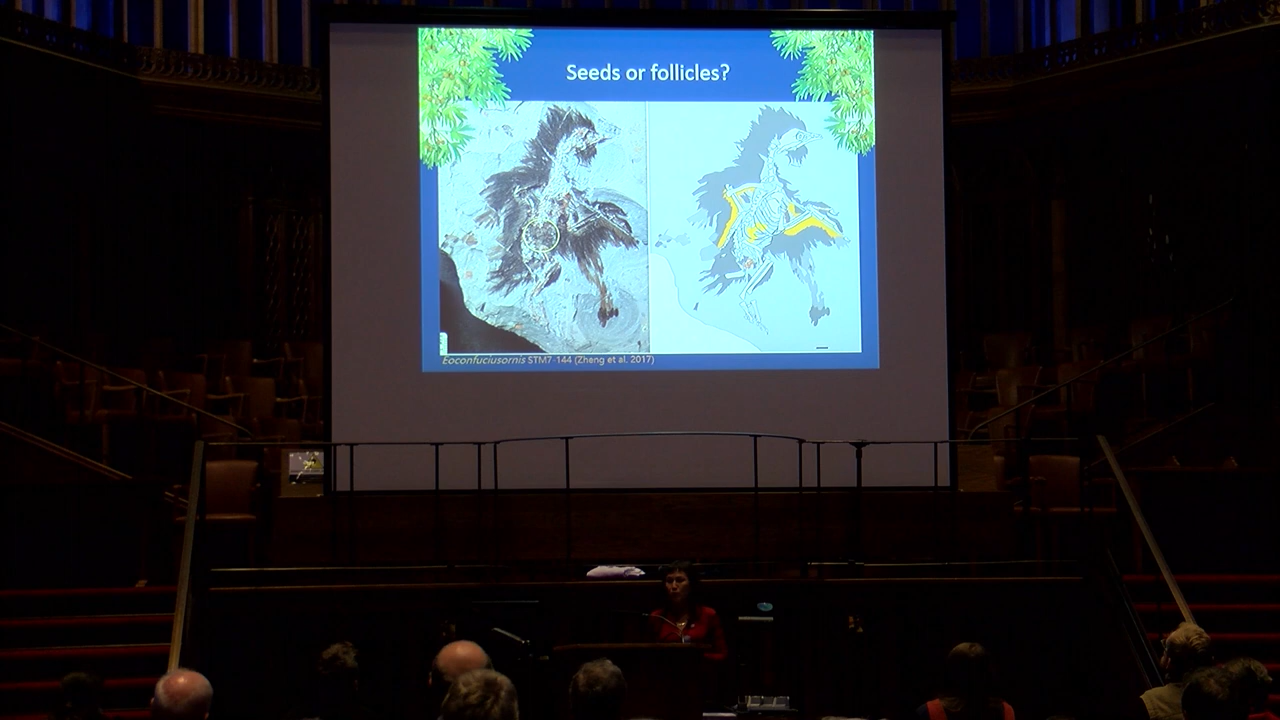 Seeds or follicles?
Eoconfuciusornis STM7-144 (Zheng et al. 2017)